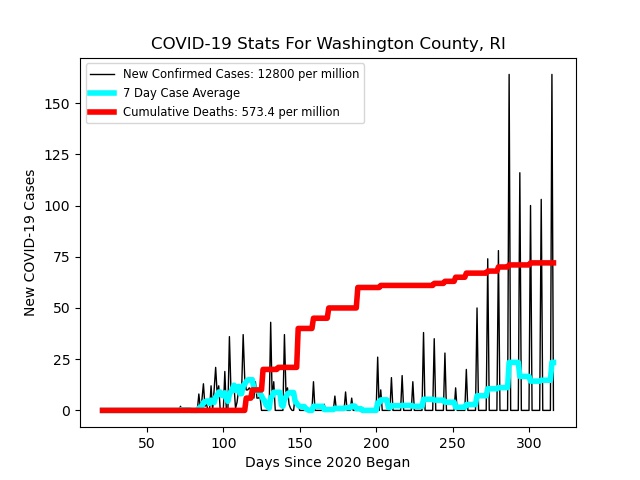 COVID-19 Stats For Washington County, RI
New Confirmed Cases: 12800 per million
7 Day Case Average
Cumulative Deaths: 573.4 per million
New COVID-19 Cases
150
125
100
75
50
25
0
50 100 150 200 250 300
Days Since 2020 Began